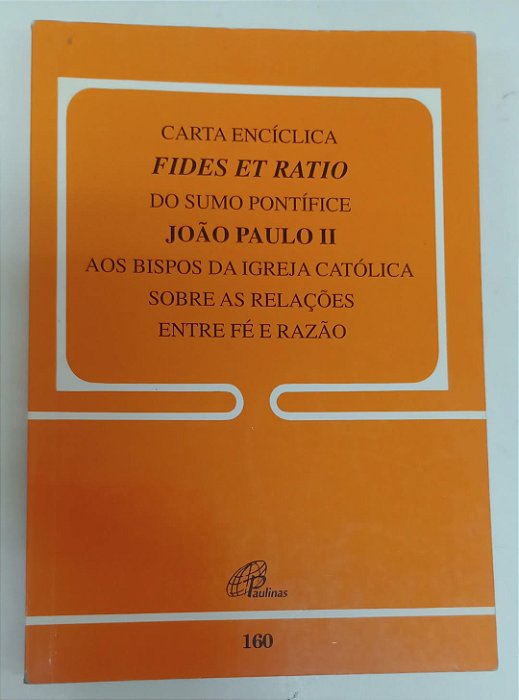 CARTA ENCÍCLICA
FIDES ET RATIO
DO SUMO PONTÍFICE
JOÃO PAULO II
AOS BISPOS DA IGREJA CATÓLICA
SOBRE AS RELAÇÕES
ENTRE FÉ E RAZÃO
Paulinas
160